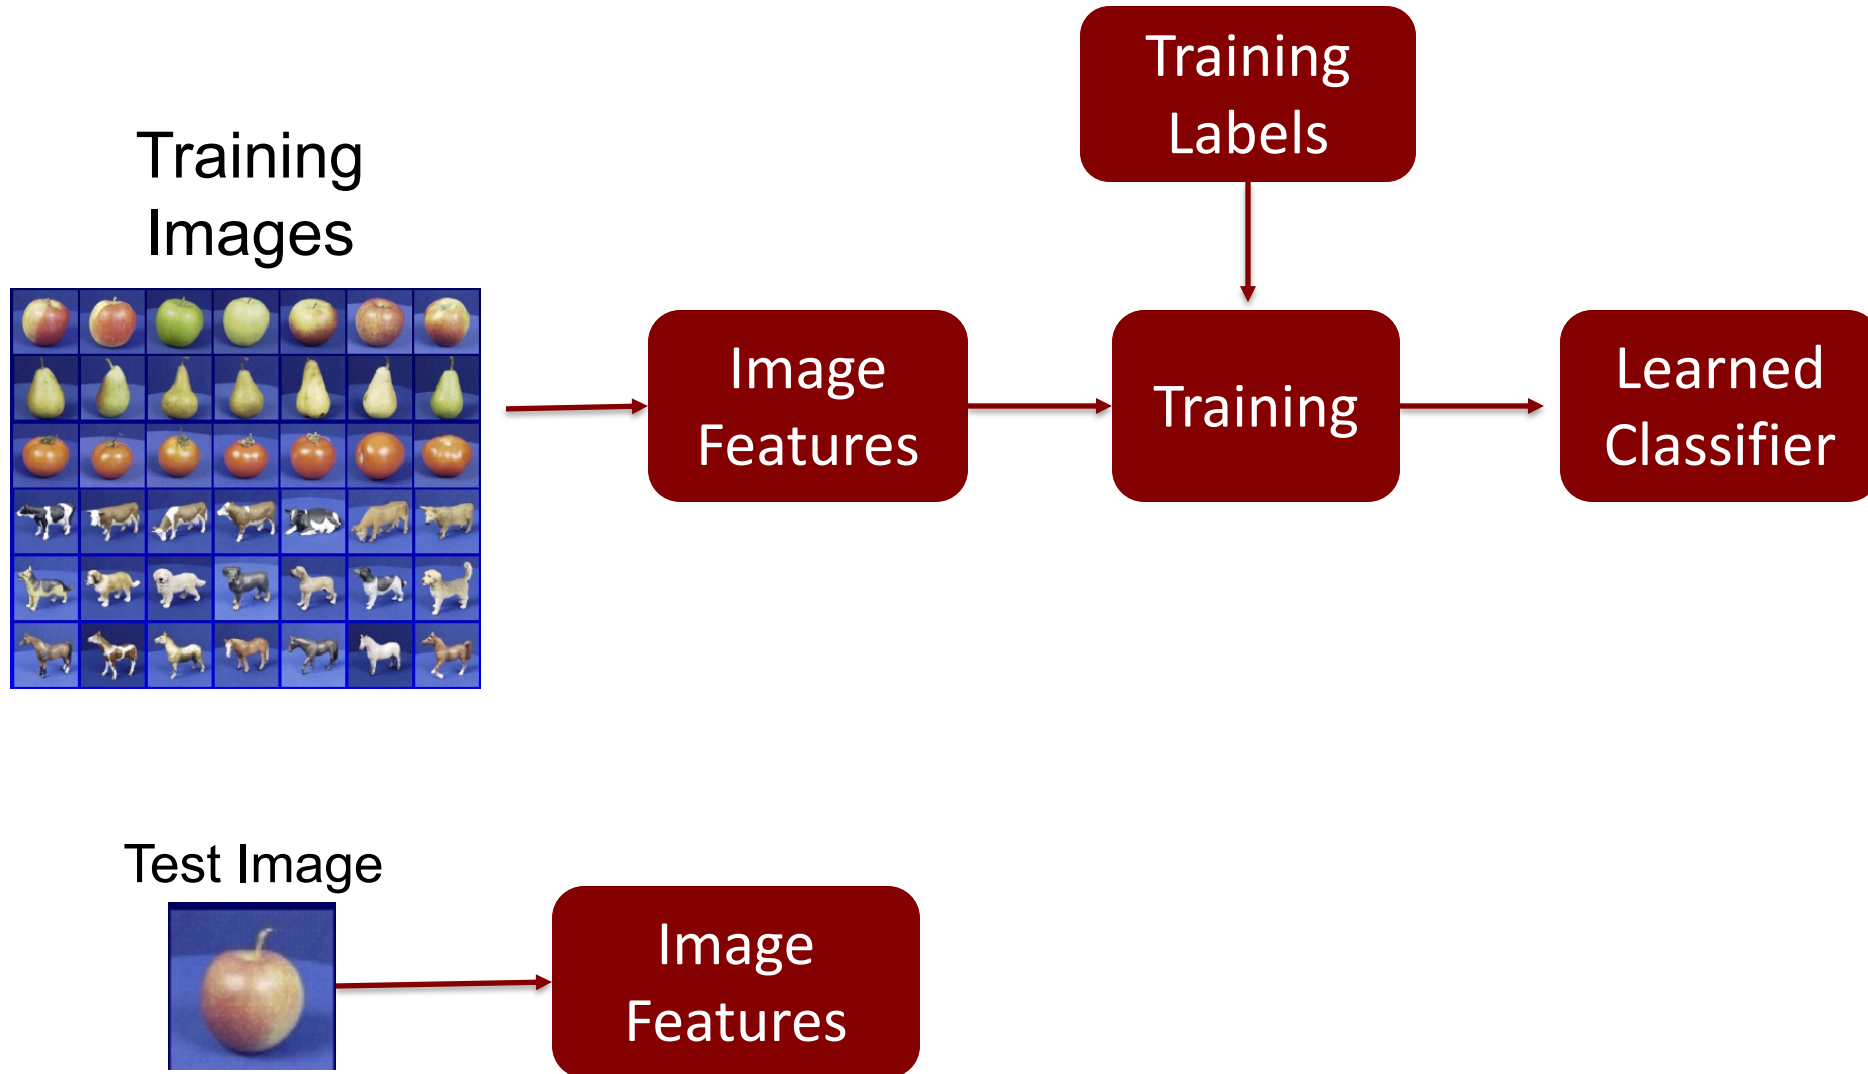 Training
Labels
Training
Images
Image
Features
Training
Learned
Classifier
Test Image
Image
Features